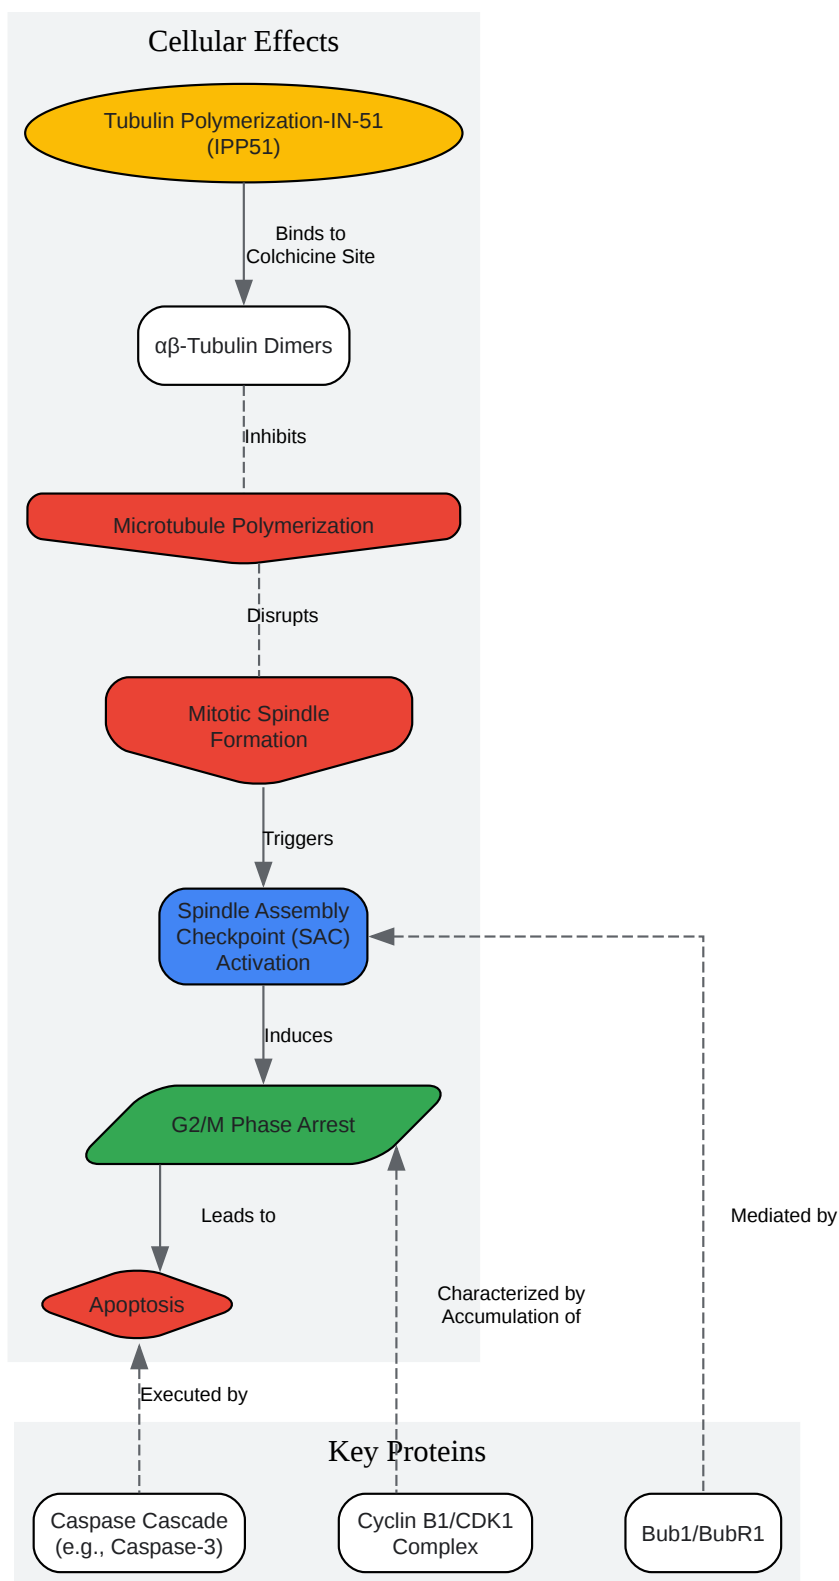 Cellular Effects
Tubulin Polymerization-IN-51
(IPP51)
Binds to
Colchicine Site
αβ-Tubulin Dimers
Inhibits
Microtubule Polymerization
Disrupts
Mitotic Spindle
Formation
Triggers
Spindle Assembly
Checkpoint (SAC)
Activation
Induces
G2/M Phase Arrest
Leads to
Mediated by
Characterized by
Accumulation of
Apoptosis
Executed by
Key Proteins
Caspase Cascade
(e.g., Caspase-3)
Cyclin B1/CDK1
Complex
Bub1/BubR1